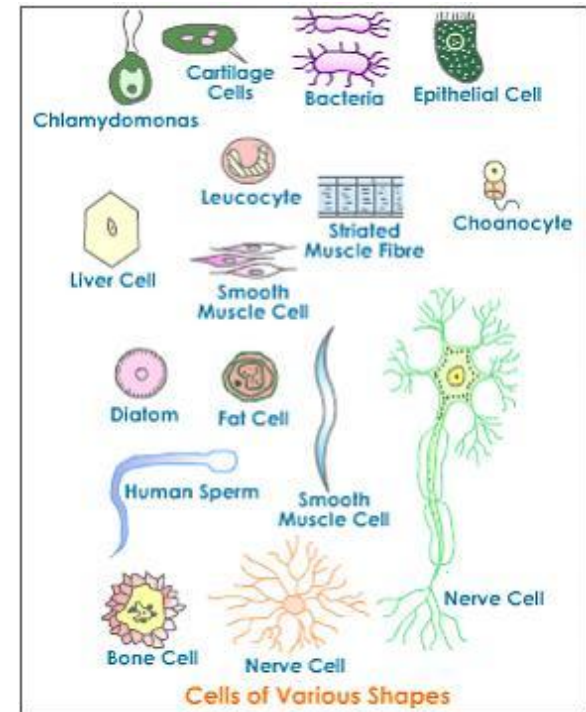 Chlamydomonas
Cartilage
Cells
Bacteria
Epithelial Cell
Leucocyte
Striated
Muscle Fibre
Choanocyte
Liver Cell
Smooth
Muscle Cell
Diatom
Fat Cell
Human Sperm
Smooth
Muscle Cell
Nerve Cell
Bone Cell
Nerve Cell
Cells of Various Shapes